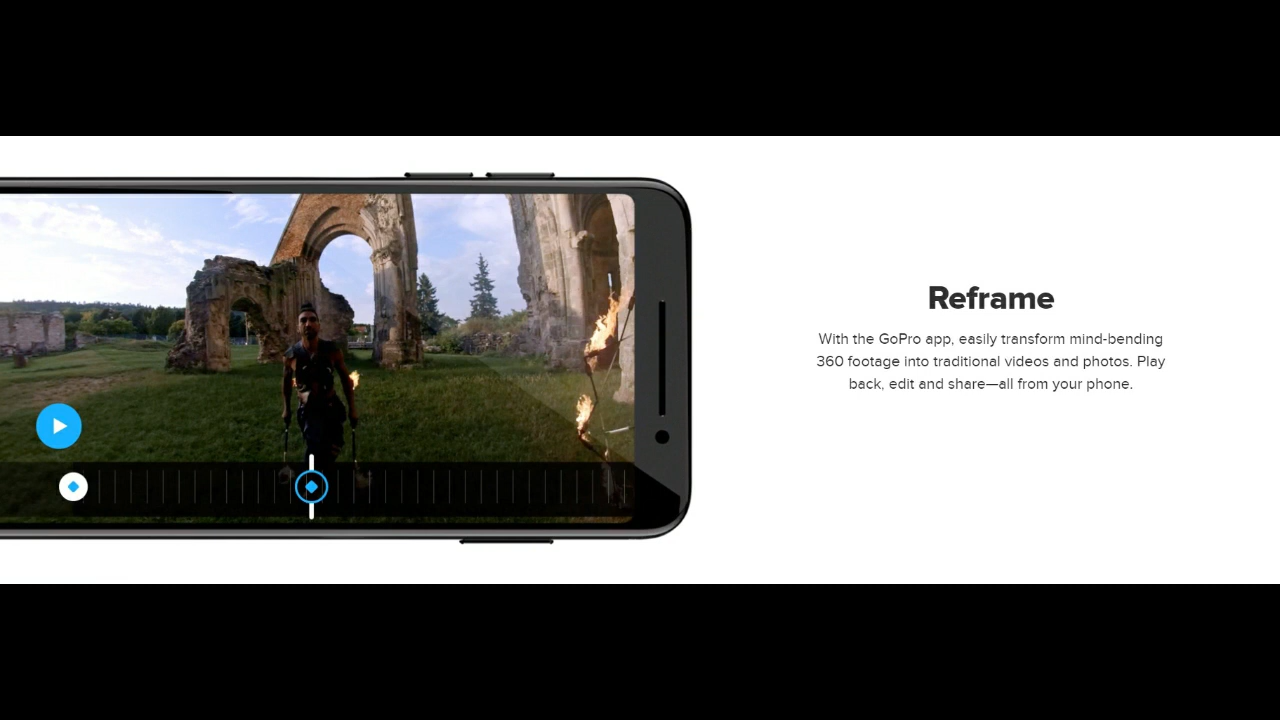 Reframe
With the GoPro app, easily transform mind-bending
360 footage into traditional videos and photos. Play
back, edit and share—all from your phone.